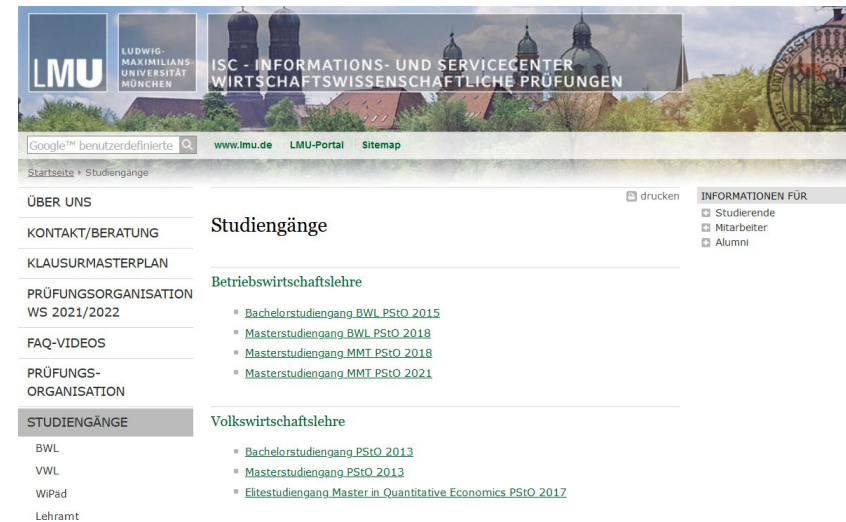 LMU
LUDWIG-
MAXIMILIANS-
UNIVERSITÄT
MÜNCHEN
ISC - INFORMATIONS- UND SERVICECENTER
WIRTSCHAFTSWISSENSCHAFTLICHE PRÜFUNGEN
Google™ benutzerdefinierte
www.lmu.de LMU-Portal Sitemap
Startseite Studiengänge
ÜBER UNS
KONTAKT/BERATUNG
KLAUSURMASTERPLAN
PRÜFUNGSORGANISATION
WS 2021/2022
FAQ-VIDEOS
PRÜFUNGS-
ORGANISATION
STUDIENGÄNGE
BWL
VWL
WiPäd
Lehramt
drucken
Studiengänge
Betriebswirtschaftslehre
Bachelorstudiengang BWL PStO 2015
Masterstudiengang BWL PStO 2018
Masterstudiengang MMT PStO 2018
Masterstudiengang MMT PStO 2021
Volkswirtschaftslehre
Bachelorstudiengang PStO 2013
Masterstudiengang PStO 2013
Elitestudiengang Master in Quantitative Economics PStO 2017
INFORMATIONEN FÜR
Studierende
Mitarbeiter
Alumni